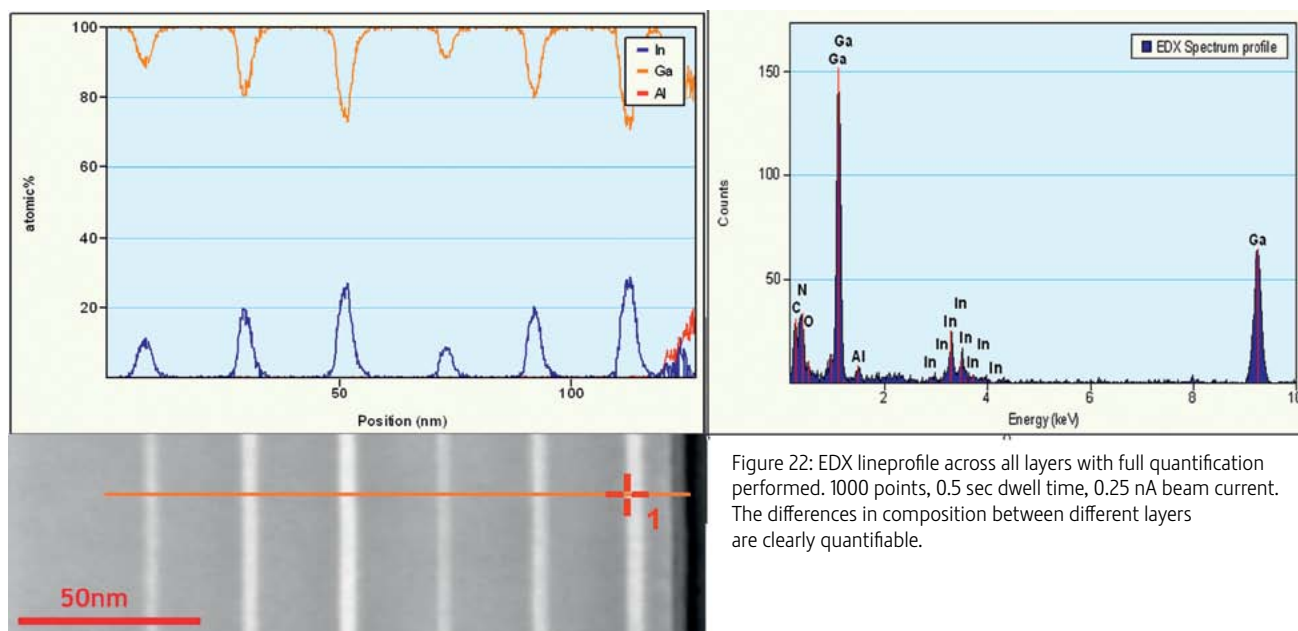 100
80
60
40
20
atomic%
In
Ga
Al
50
100
Position (nm)
EDX Spectrum profile
150
100
50
Counts
Ga
Ga
C
N
O
Al
In
In
In
In
In
In
In
In
Ga
2
4
6
8
10
Energy (keV)
1
50nm
Figure 22: EDX lineprofile across all layers with full quantification
performed. 1000 points, 0.5 sec dwell time, 0.25 nA beam current.
The differences in composition between different layers
are clearly quantifiable.